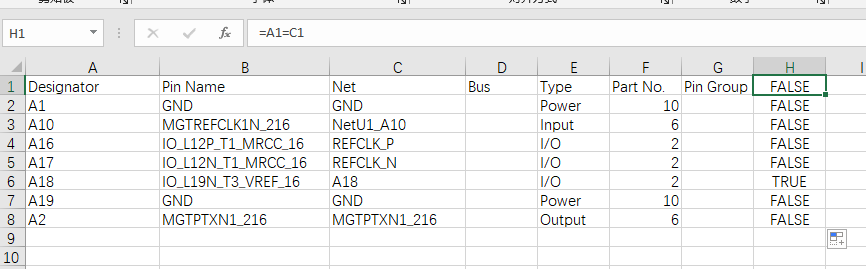 H1 fx =A1=C1
A B C D E F G H I
1 Designator Pin Name Net Bus Type Part No. Pin Group FALSE
2 A1 GND GND Power 10 FALSE
3 A10 MGTREFCLK1N_216 NetU1_A10 Input 6 FALSE
4 A16 IO_L12P_T1_MRCC_16 REFCLK_P I/O 2 FALSE
5 A17 IO_L12N_T1_MRCC_16 REFCLK_N I/O 2 FALSE
6 A18 IO_L19N_T3_VREF_16 A18 I/O 2 TRUE
7 A19 GND GND Power 10 FALSE
8 A2 MGTPTXN1_216 MGTPTXN1_216 Output 6 FALSE
9
10